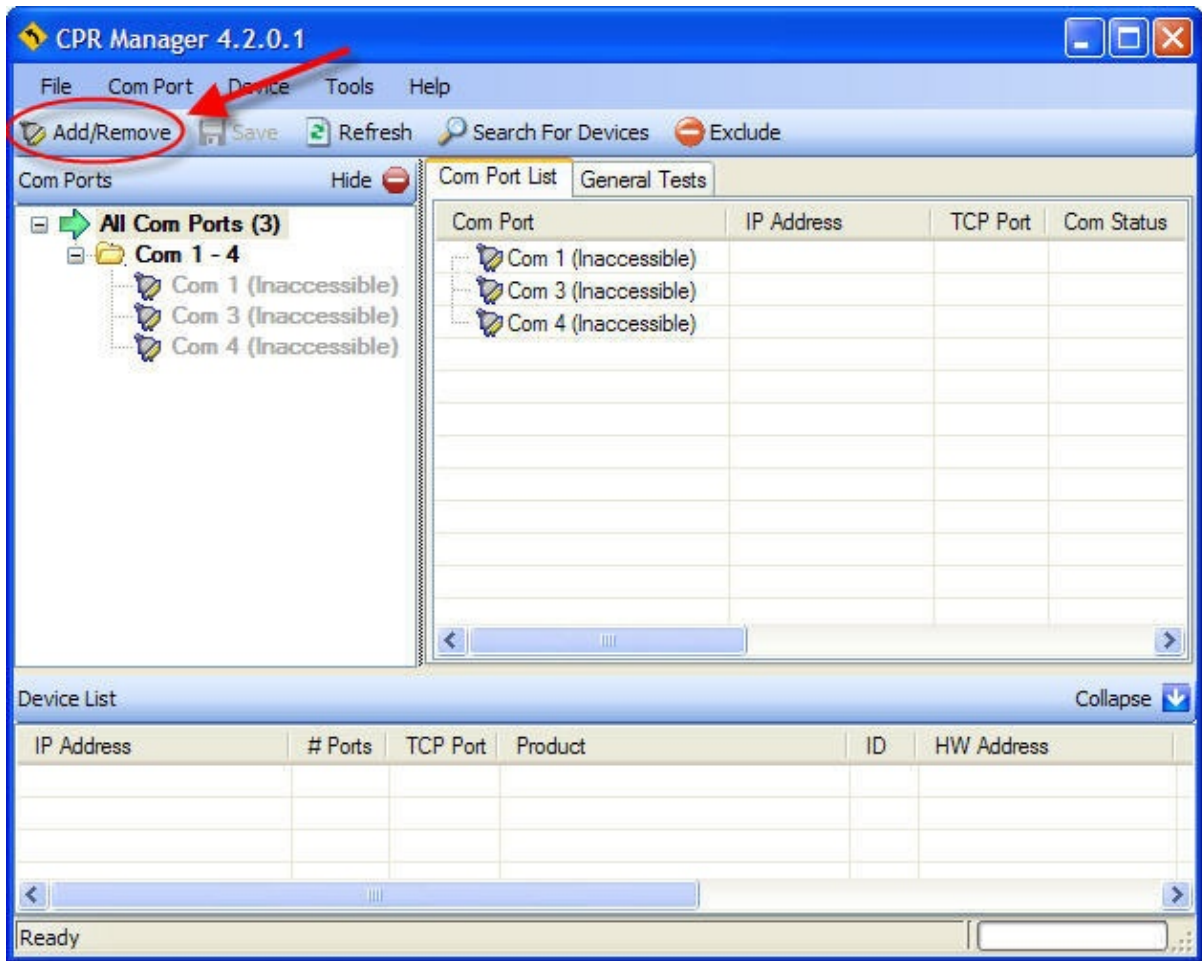 CPR Manager 4.2.0.1
File Com Port Device Tools Help
Add/Remove Save Refresh Search For Devices Exclude
Com Ports Hide
All Com Ports (3)
Com 1 - 4
Com 1 (Inaccessible)
Com 3 (Inaccessible)
Com 4 (Inaccessible)
Com Port List General Tests
Com Port IP Address TCP Port Com Status
Com 1 (Inaccessible)
Com 3 (Inaccessible)
Com 4 (Inaccessible)
Device List Collapse
IP Address # Ports TCP Port Product ID HW Address
Ready